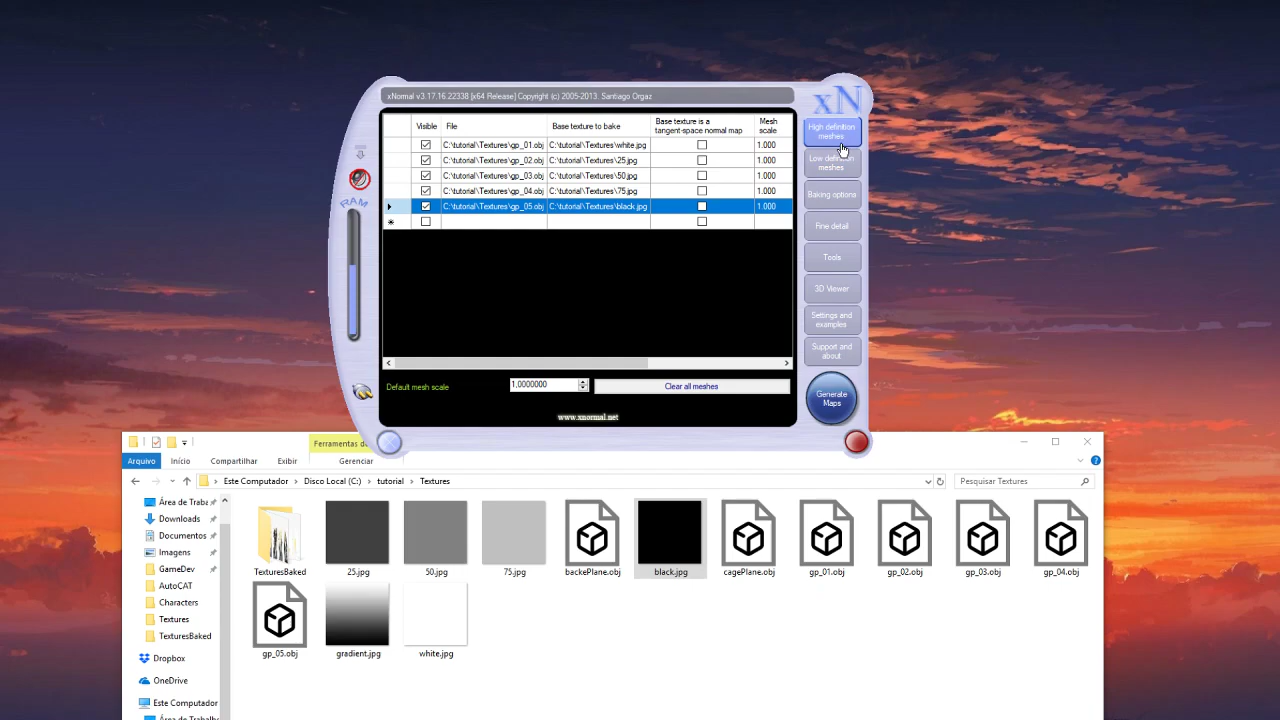 xNormal v3.17.16.22338 [x64 Release] Copyright (c) 2005-2013. Santiago Orgaz
xN
RAM
Visible File Base texture to bake Base texture is a tangent-space normal map Mesh scale
C:\tutorial\Textures\gp_01.obj C:\tutorial\Textures\white.jpg 1.000
C:\tutorial\Textures\gp_02.obj C:\tutorial\Textures\25.jpg 1.000
C:\tutorial\Textures\gp_03.obj C:\tutorial\Textures\50.jpg 1.000
C:\tutorial\Textures\gp_04.obj C:\tutorial\Textures\75.jpg 1.000
C:\tutorial\Textures\gp_05.obj C:\tutorial\Textures\black.jpg 1.000
Default mesh scale 1.0000000 Clear all meshes
www.xnormal.net
High definition
meshes
Low definition
meshes
Baking options
Fine detail
Tools
3D Viewer
Settings and
examples
Support and
about
Generate
Maps
Ferramentas de
Arquivo Início Compartilhar Exibir Gerenciar
Este Computador Disco Local (C:) tutorial Textures Pesquisar Textures
Área de Traba
Downloads
Documentos
Imagens
GameDev
AutoCAT
Characters
Textures
TexturesBaked
Dropbox
OneDrive
Este Computador
Área de Trabalh
TexturesBaked 25.jpg 50.jpg 75.jpg backePlane.obj black.jpg cagePlane.obj gp_01.obj gp_02.obj gp_03.obj gp_04.obj
gp_05.obj gradient.jpg white.jpg